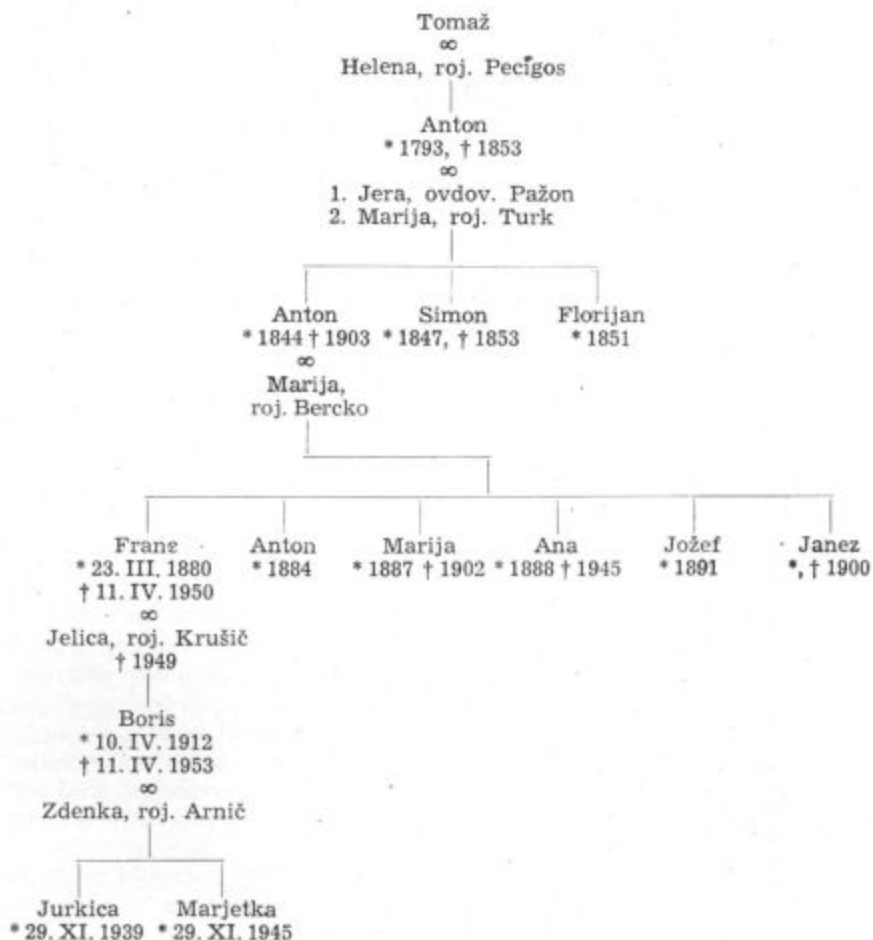 Tomaž
∞
Helena, roj. Pecigos
Anton
* 1793, † 1853
∞
1. Jera, ovdov. Pažon
2. Marija, roj. Turk
Anton Simon Florijan
* 1844 † 1903 * 1847, † 1853 * 1851
∞
Marija,
roj. Bercko
Franc Anton Marija Ana Jožef Janez
* 23. III. 1880 * 1884 * 1887 † 1902 * 1888 † 1945 * 1891 *, † 1900
† 11. IV. 1950
∞
Jelica, roj. Krušič
† 1949
Boris
* 10. IV. 1912
† 11. IV. 1953
∞
Zdenka, roj. Arnič
Jurkica Marjetka
* 29. XI. 1939 * 29. XI. 1945